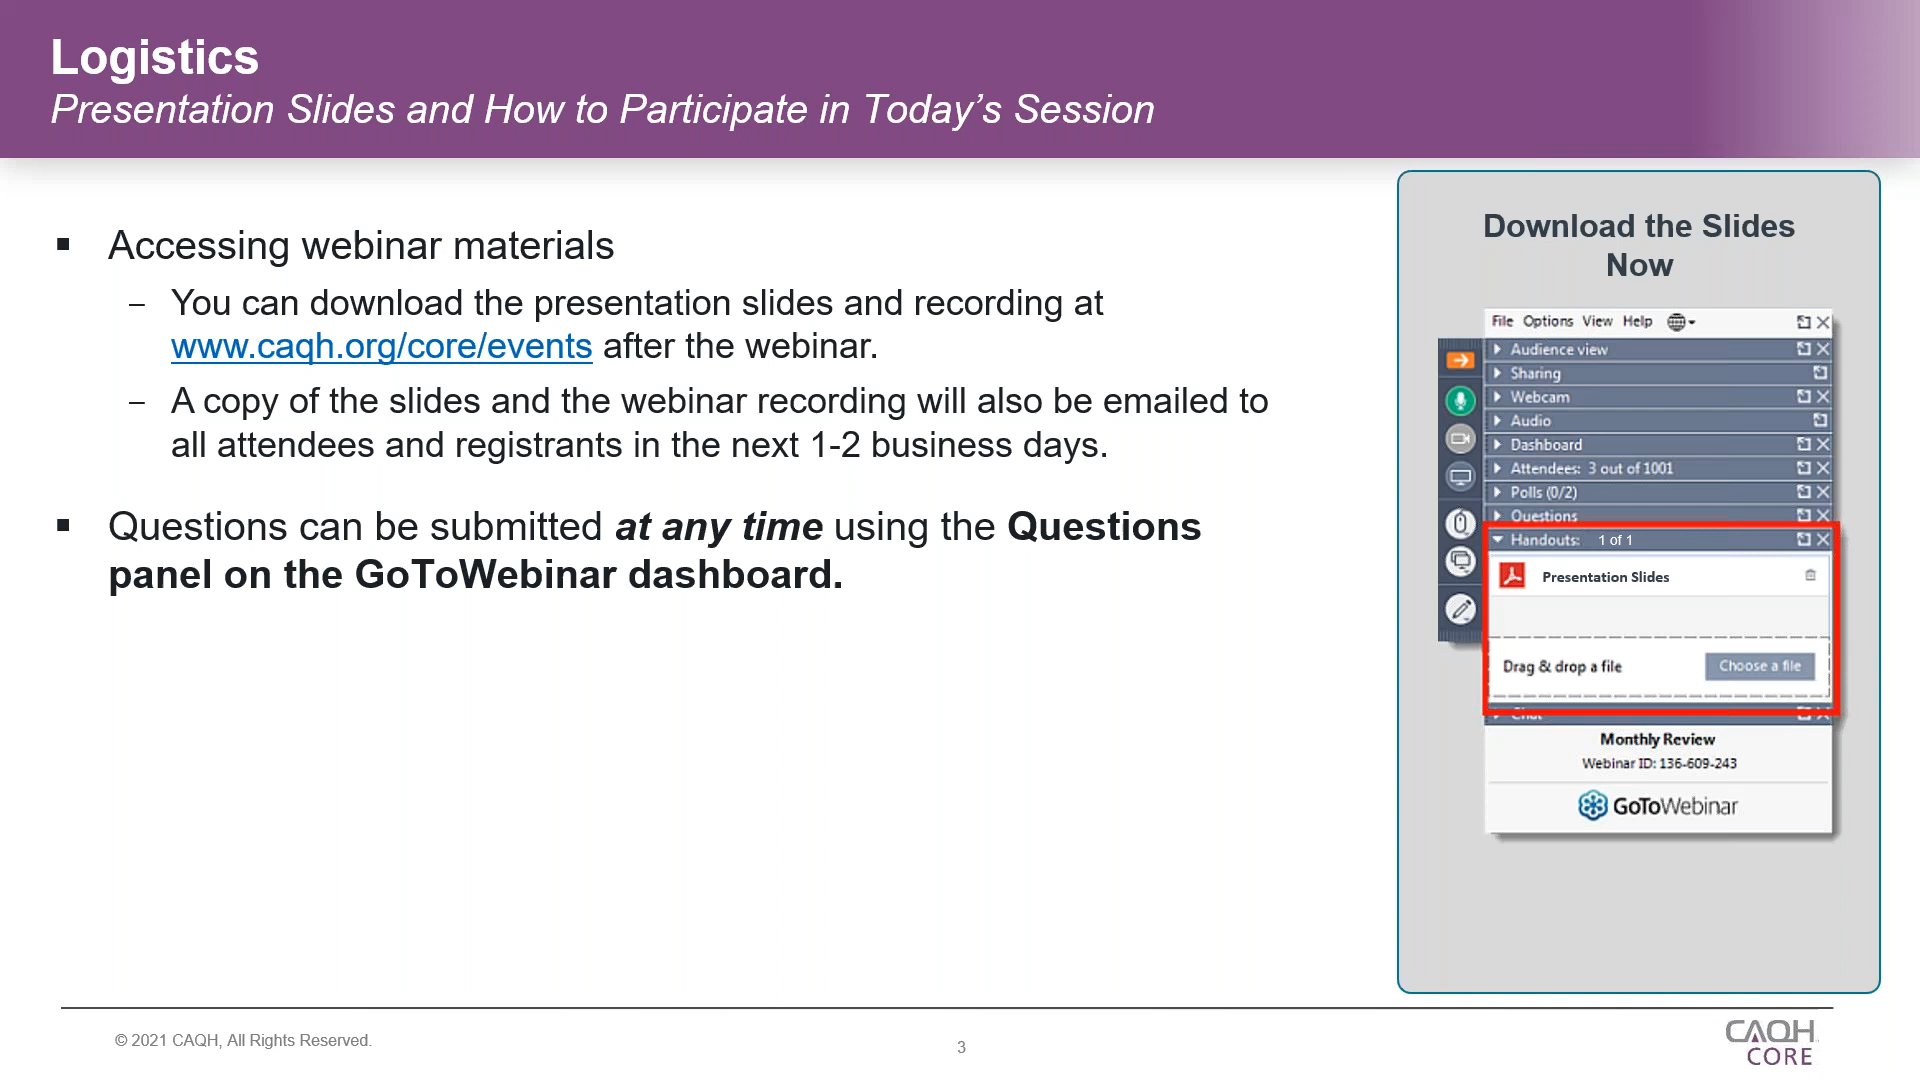 Logistics
Presentation Slides and How to Participate in Today’s Session
▪ Accessing webinar materials
– You can download the presentation slides and recording at
www.caqh.org/core/events after the webinar.
– A copy of the slides and the webinar recording will also be emailed to
all attendees and registrants in the next 1-2 business days.
▪ Questions can be submitted at any time using the Questions
panel on the GoToWebinar dashboard.
Download the Slides
Now
File Options View Help
Audience view
Sharing
Webcam
Audio
Dashboard
Attendees: 3 out of 1001
Polls (0/2)
Questions
Handouts: 1 of 1
Presentation Slides
Drag & drop a file Choose a file
Chat
Monthly Review
Webinar ID: 136-609-243
GoToWebinar
© 2021 CAQH, All Rights Reserved.
3
CAQH
CORE